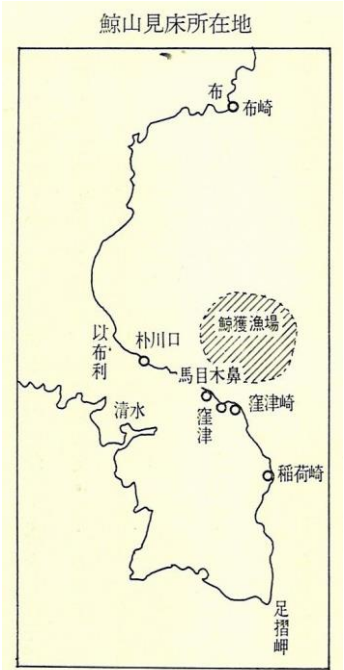 鯨山見床所在地
布
布崎
鯨獲漁場
以布利
朴川口
馬目木鼻
窪津
窪津崎
清水
稲荷崎
足摺岬